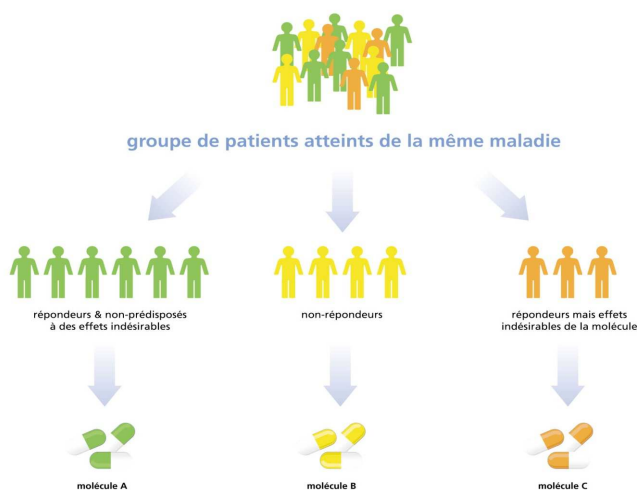 groupe de patients atteints de la même maladie
répondeurs & non-prédisposés
à des effets indésirables
non-répondeurs
répondeurs mais effets
indésirables de la molécule
molécule A
molécule B
molécule C